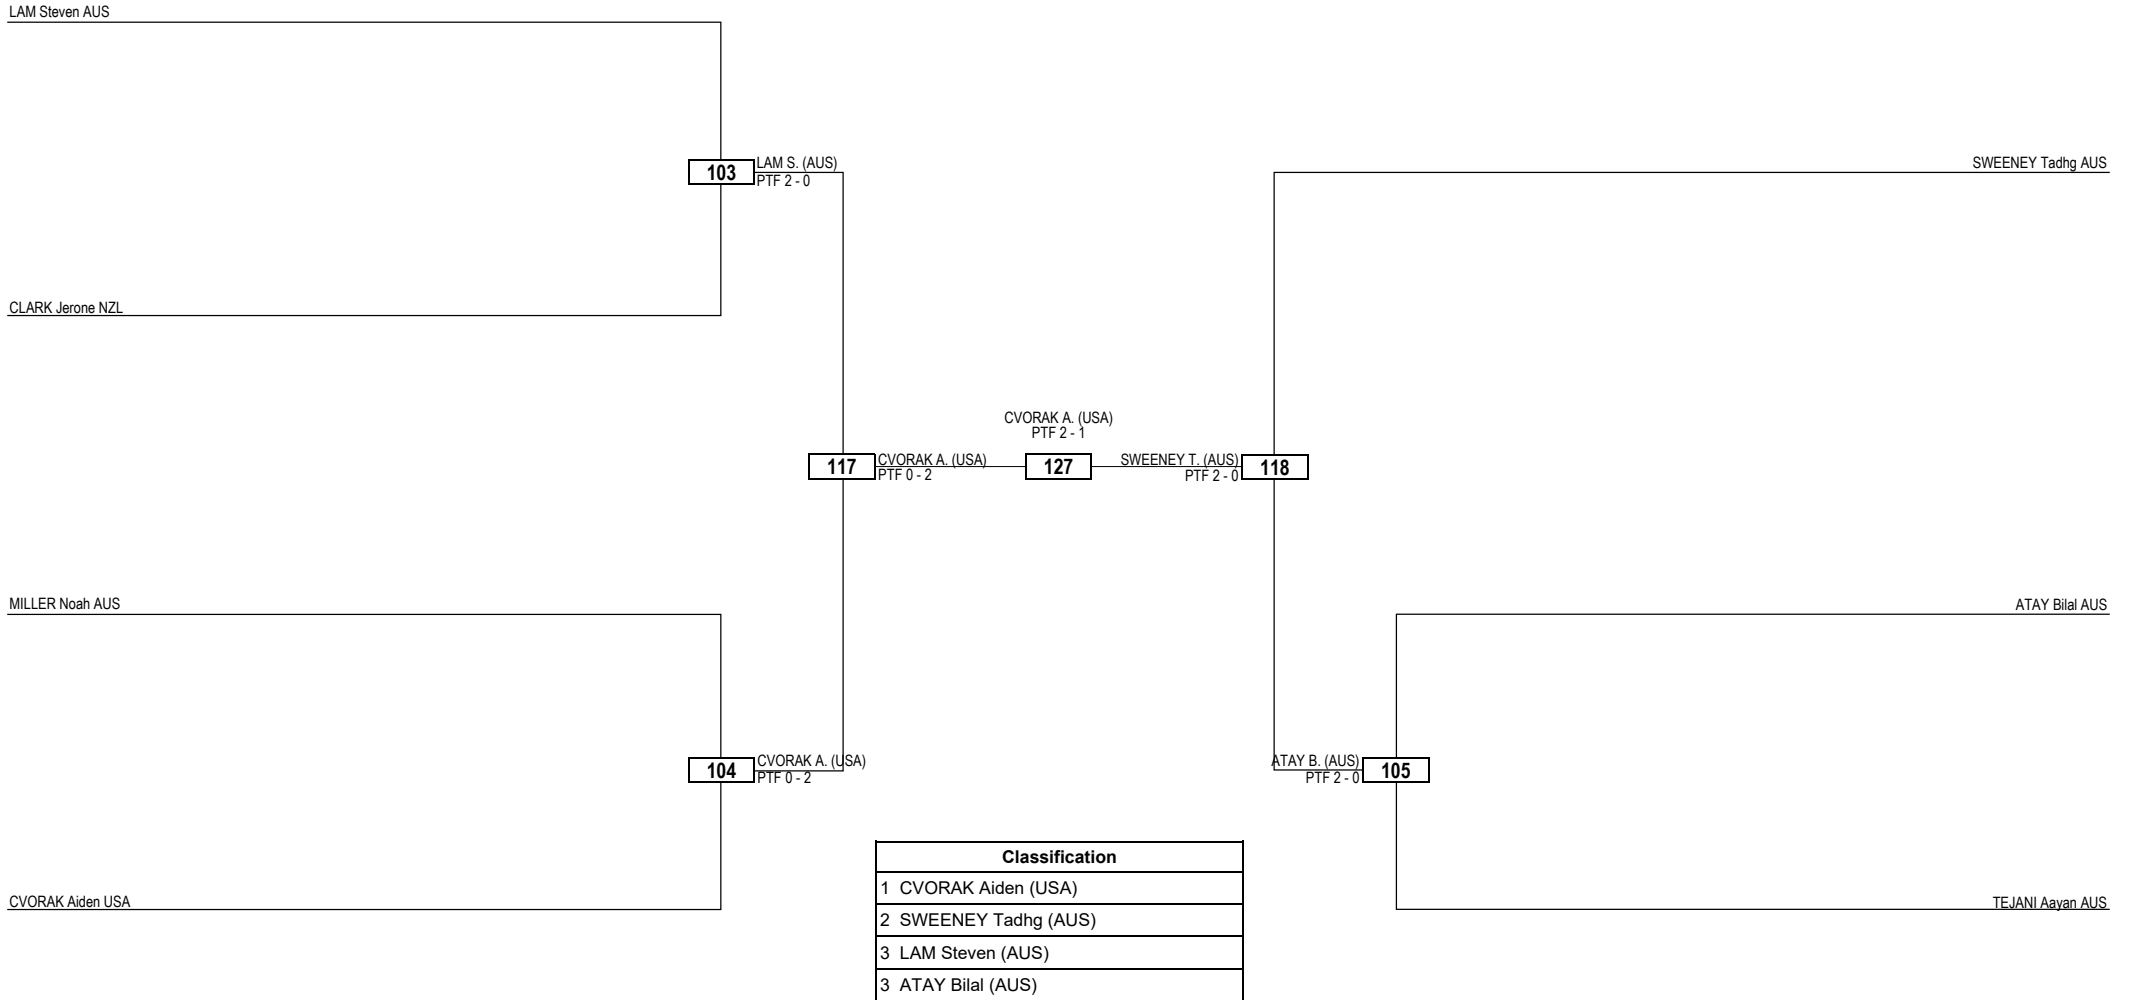 LAM Steven AUS
103
LAM S. (AUS)
PTF 2 - 0
SWEENEY Tadhg AUS
CLARK Jerone NZL
CVORAK A. (USA)
PTF 2 - 1
117
CVORAK A. (USA)
PTF 0 - 2
127
SWEENEY T. (AUS)
PTF 2 - 0
118
MILLER Noah AUS
ATAY Bilal AUS
104
CVORAK A. (USA)
PTF 0 - 2
ATAY B. (AUS)
PTF 2 - 0
105
CVORAK Aiden USA
TEJANI Aayan AUS
Classification
1 CVORAK Aiden (USA)
2 SWEENEY Tadhg (AUS)
3 LAM Steven (AUS)
3 ATAY Bilal (AUS)